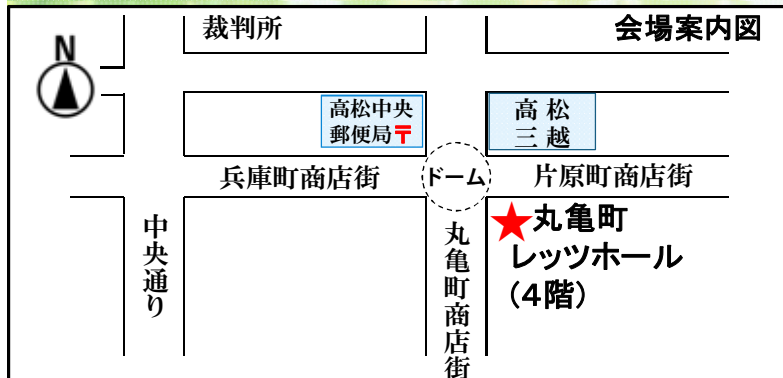 裁判所
会場案内図
N
高松中央
郵便局〒
高松
三越
兵庫町商店街
ドーム
片原町商店街
中央通り
丸亀町商店街
★丸亀町
レッツホール
(4階)